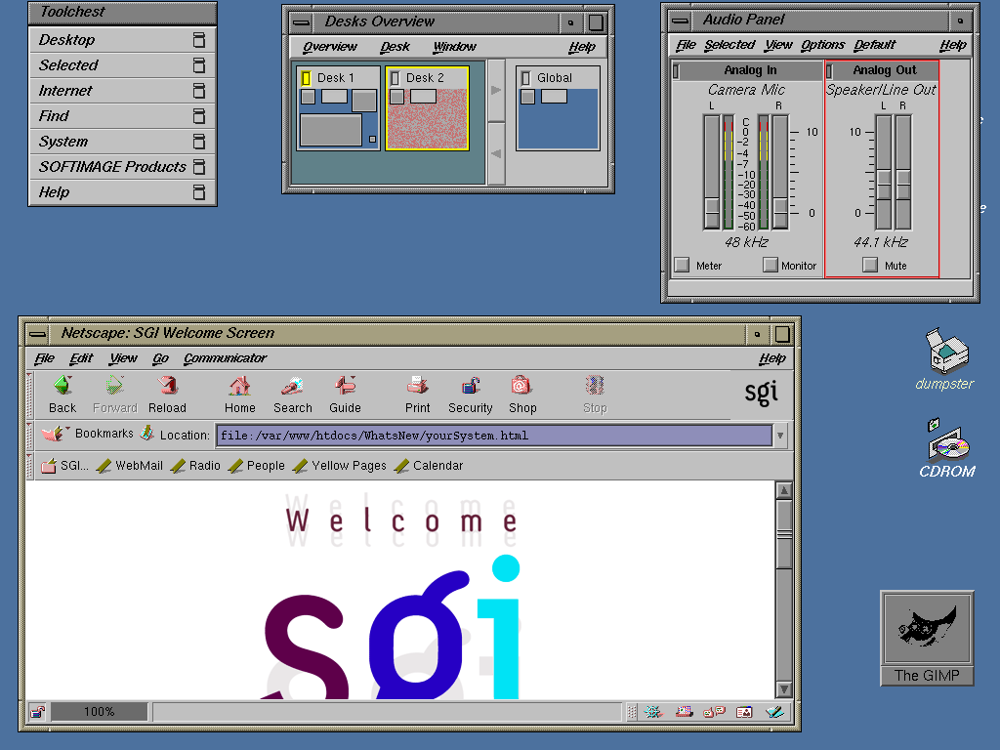 Toolchest
Desktop
Selected
Internet
Find
System
SOFTIMAGE Products
Help
Desks Overview
Overview Desk Window Help
Desk 1 Desk 2 Global
Audio Panel
File Selected View Options Default Help
Analog In Analog Out
Camera Mic Speaker/Line Out
L R L R
C
0
-2
-4
-7
-10
-20
-30
-40
-50
-60
10
0
10
0
48 kHz 44.1 kHz
Meter Monitor Mute
e
e
Netscape: SGI Welcome Screen
File Edit View Go Communicator Help
Back Forward Reload Home Search Guide Print Security Shop Stop
sgi
Bookmarks Location: file:/var/www/htdocs/WhatsNew/yourSystem.html
SGI... WebMail Radio People Yellow Pages Calendar
Welcome
sgi
100%
dumpster
CDROM
The GIMP